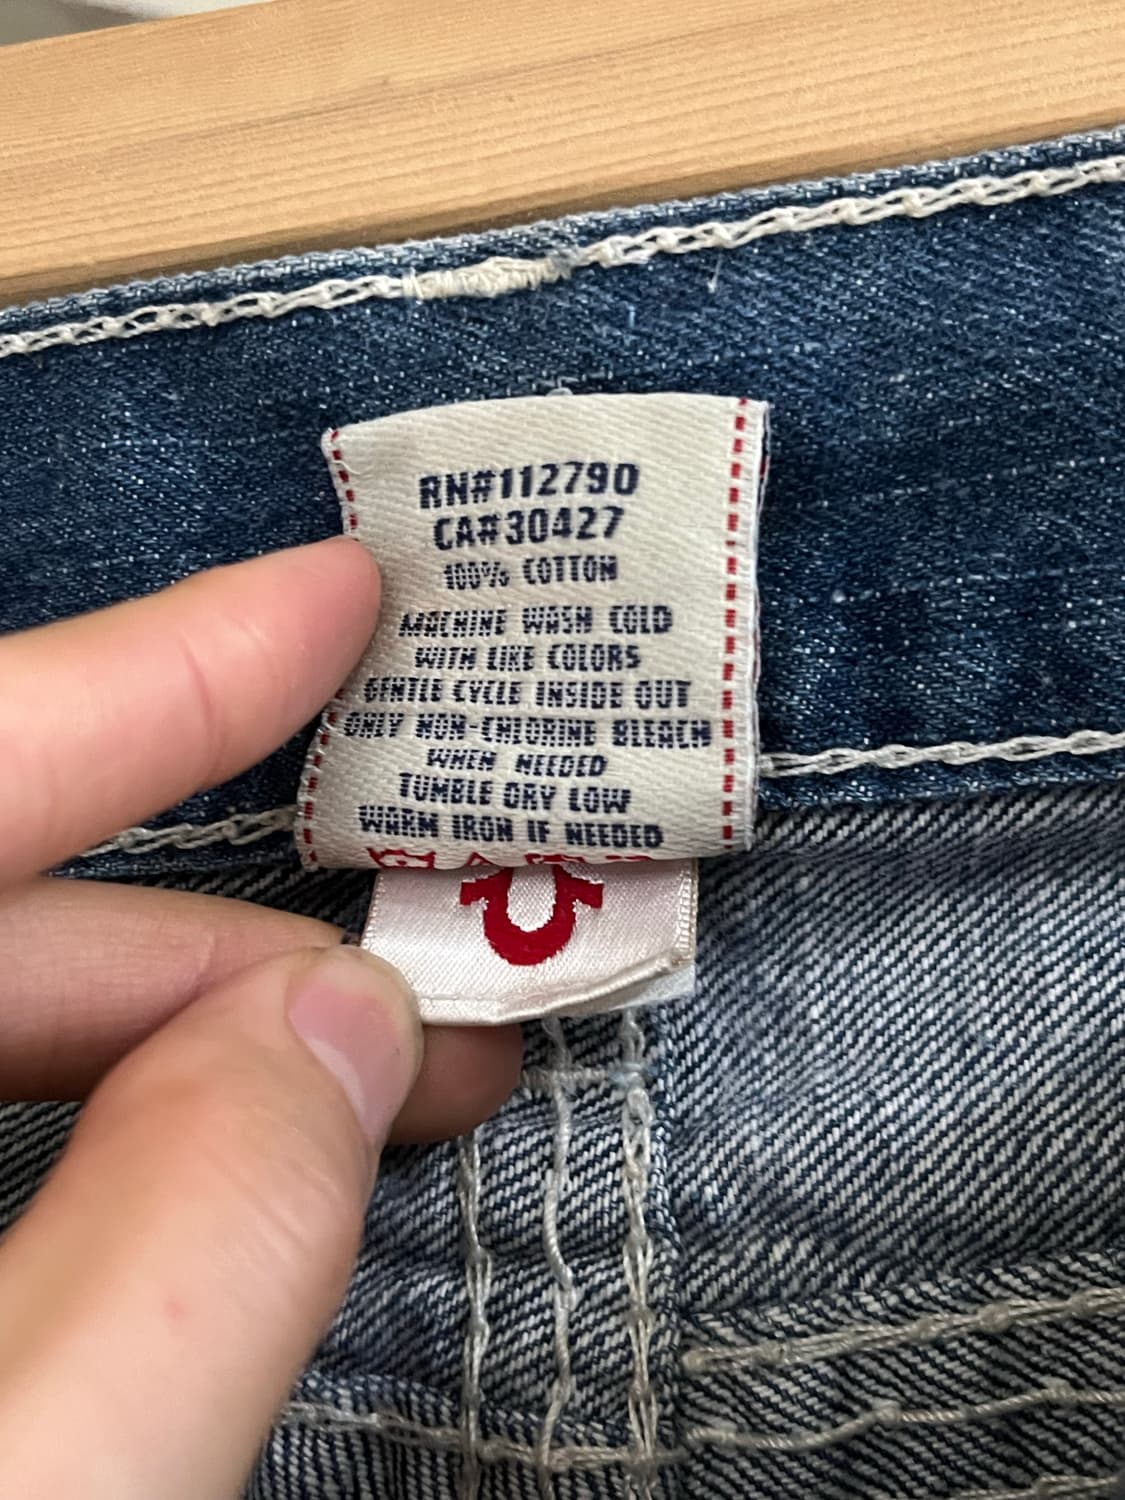 RN#112790
CA#30427
100% COTTON
MACHINE WASH COLD
WITH LIKE COLORS
GENTLE CYCLE INSIDE OUT
ONLY NON-CHLORINE BLEACH
WHEN NEEDED
TUMBLE DRY LOW
WARM IRON IF NEEDED